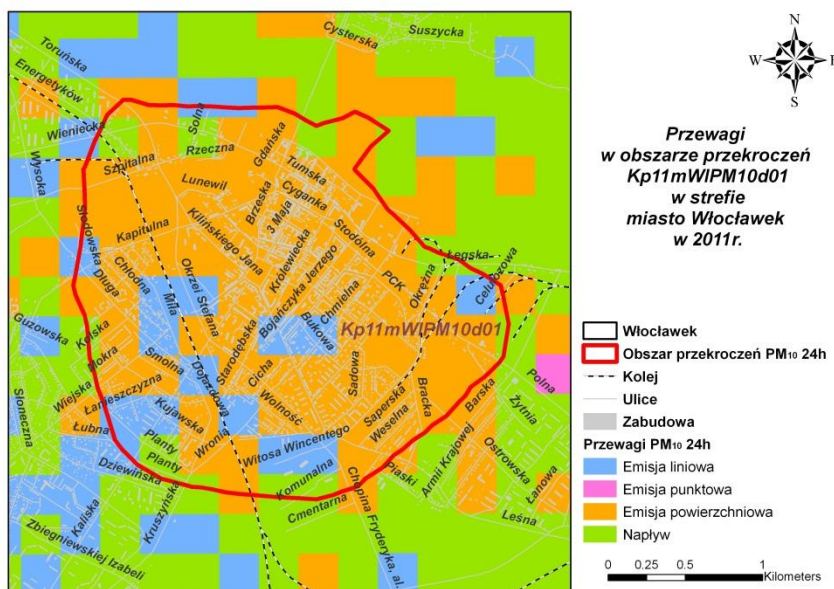 Cysterska
Suszycka
Toruńska
Energetyków
Wieniecka
Wysoka
Szpitalna
Solna
Rzeczna
Gdańska
Tumska
Lunewil
Brzeska
3 Maja
Cyganka
Stodólna
Kapitulna
Kilińskiego Jana
Królewiecka
Bojańczyka Jerzego
Chmielna
PCK
Okrężna
Łęgska
Celulozowa
Słodowska
Długa
Chłodna
Miła
Okrzei Stefana
Starodębska
Bukowa
Kp11mWlPM10d01
Guzowska
Kolska
Mokra
Smolna
Dojazdowa
Cicha
Wolność
Sadowa
Saperska
Weselna
Bracka
Barska
Polna
Żytnia
Słoneczna
Wiejska
Łanieszczyzna
Kujawska
Łubna
Planty
Planty
Wronia
Witosa Wincentego
Dziewińska
Komunalna
Cmentarna
Chopina Fryderyka, al.
Piaski
Armii Krajowej
Ostrowska
Łanowa
Leśna
Kaliska
Kruszyńska
Zbiegniewskiej Izabeli
N
W
E
S
Przewagi
w obszarze przekroczeń
Kp11mWlPM10d01
w strefie
miasto Włocławek
w 2011r.
Włocławek
Obszar przekroczeń PM10 24h
Kolej
Ulice
Zabudowa
Przewagi PM10 24h
Emisja liniowa
Emisja punktowa
Emisja powierzchniowa
Napływ
0 0.25 0.5 1
Kilometers